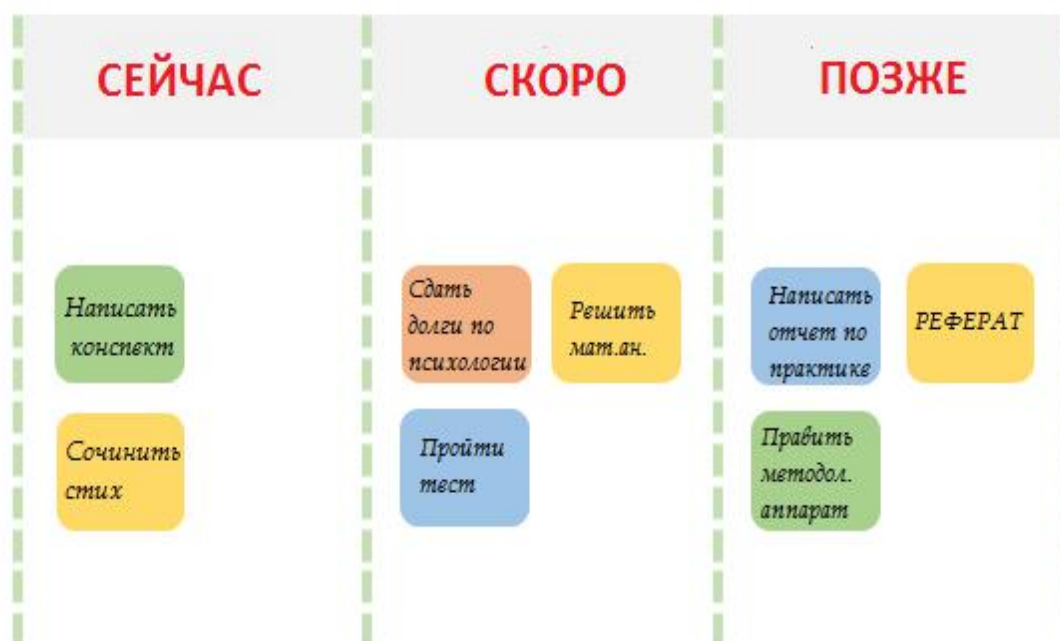 СЕЙЧАС
СКОРО
ПОЗЖЕ
Написать
конспект
Сочинить
стих
Сдать
долги по
психологии
Решить
мат.ан.
Пройти
тест
Написать
отчет по
практике
РЕФЕРАТ
Править
методол.
аппарат